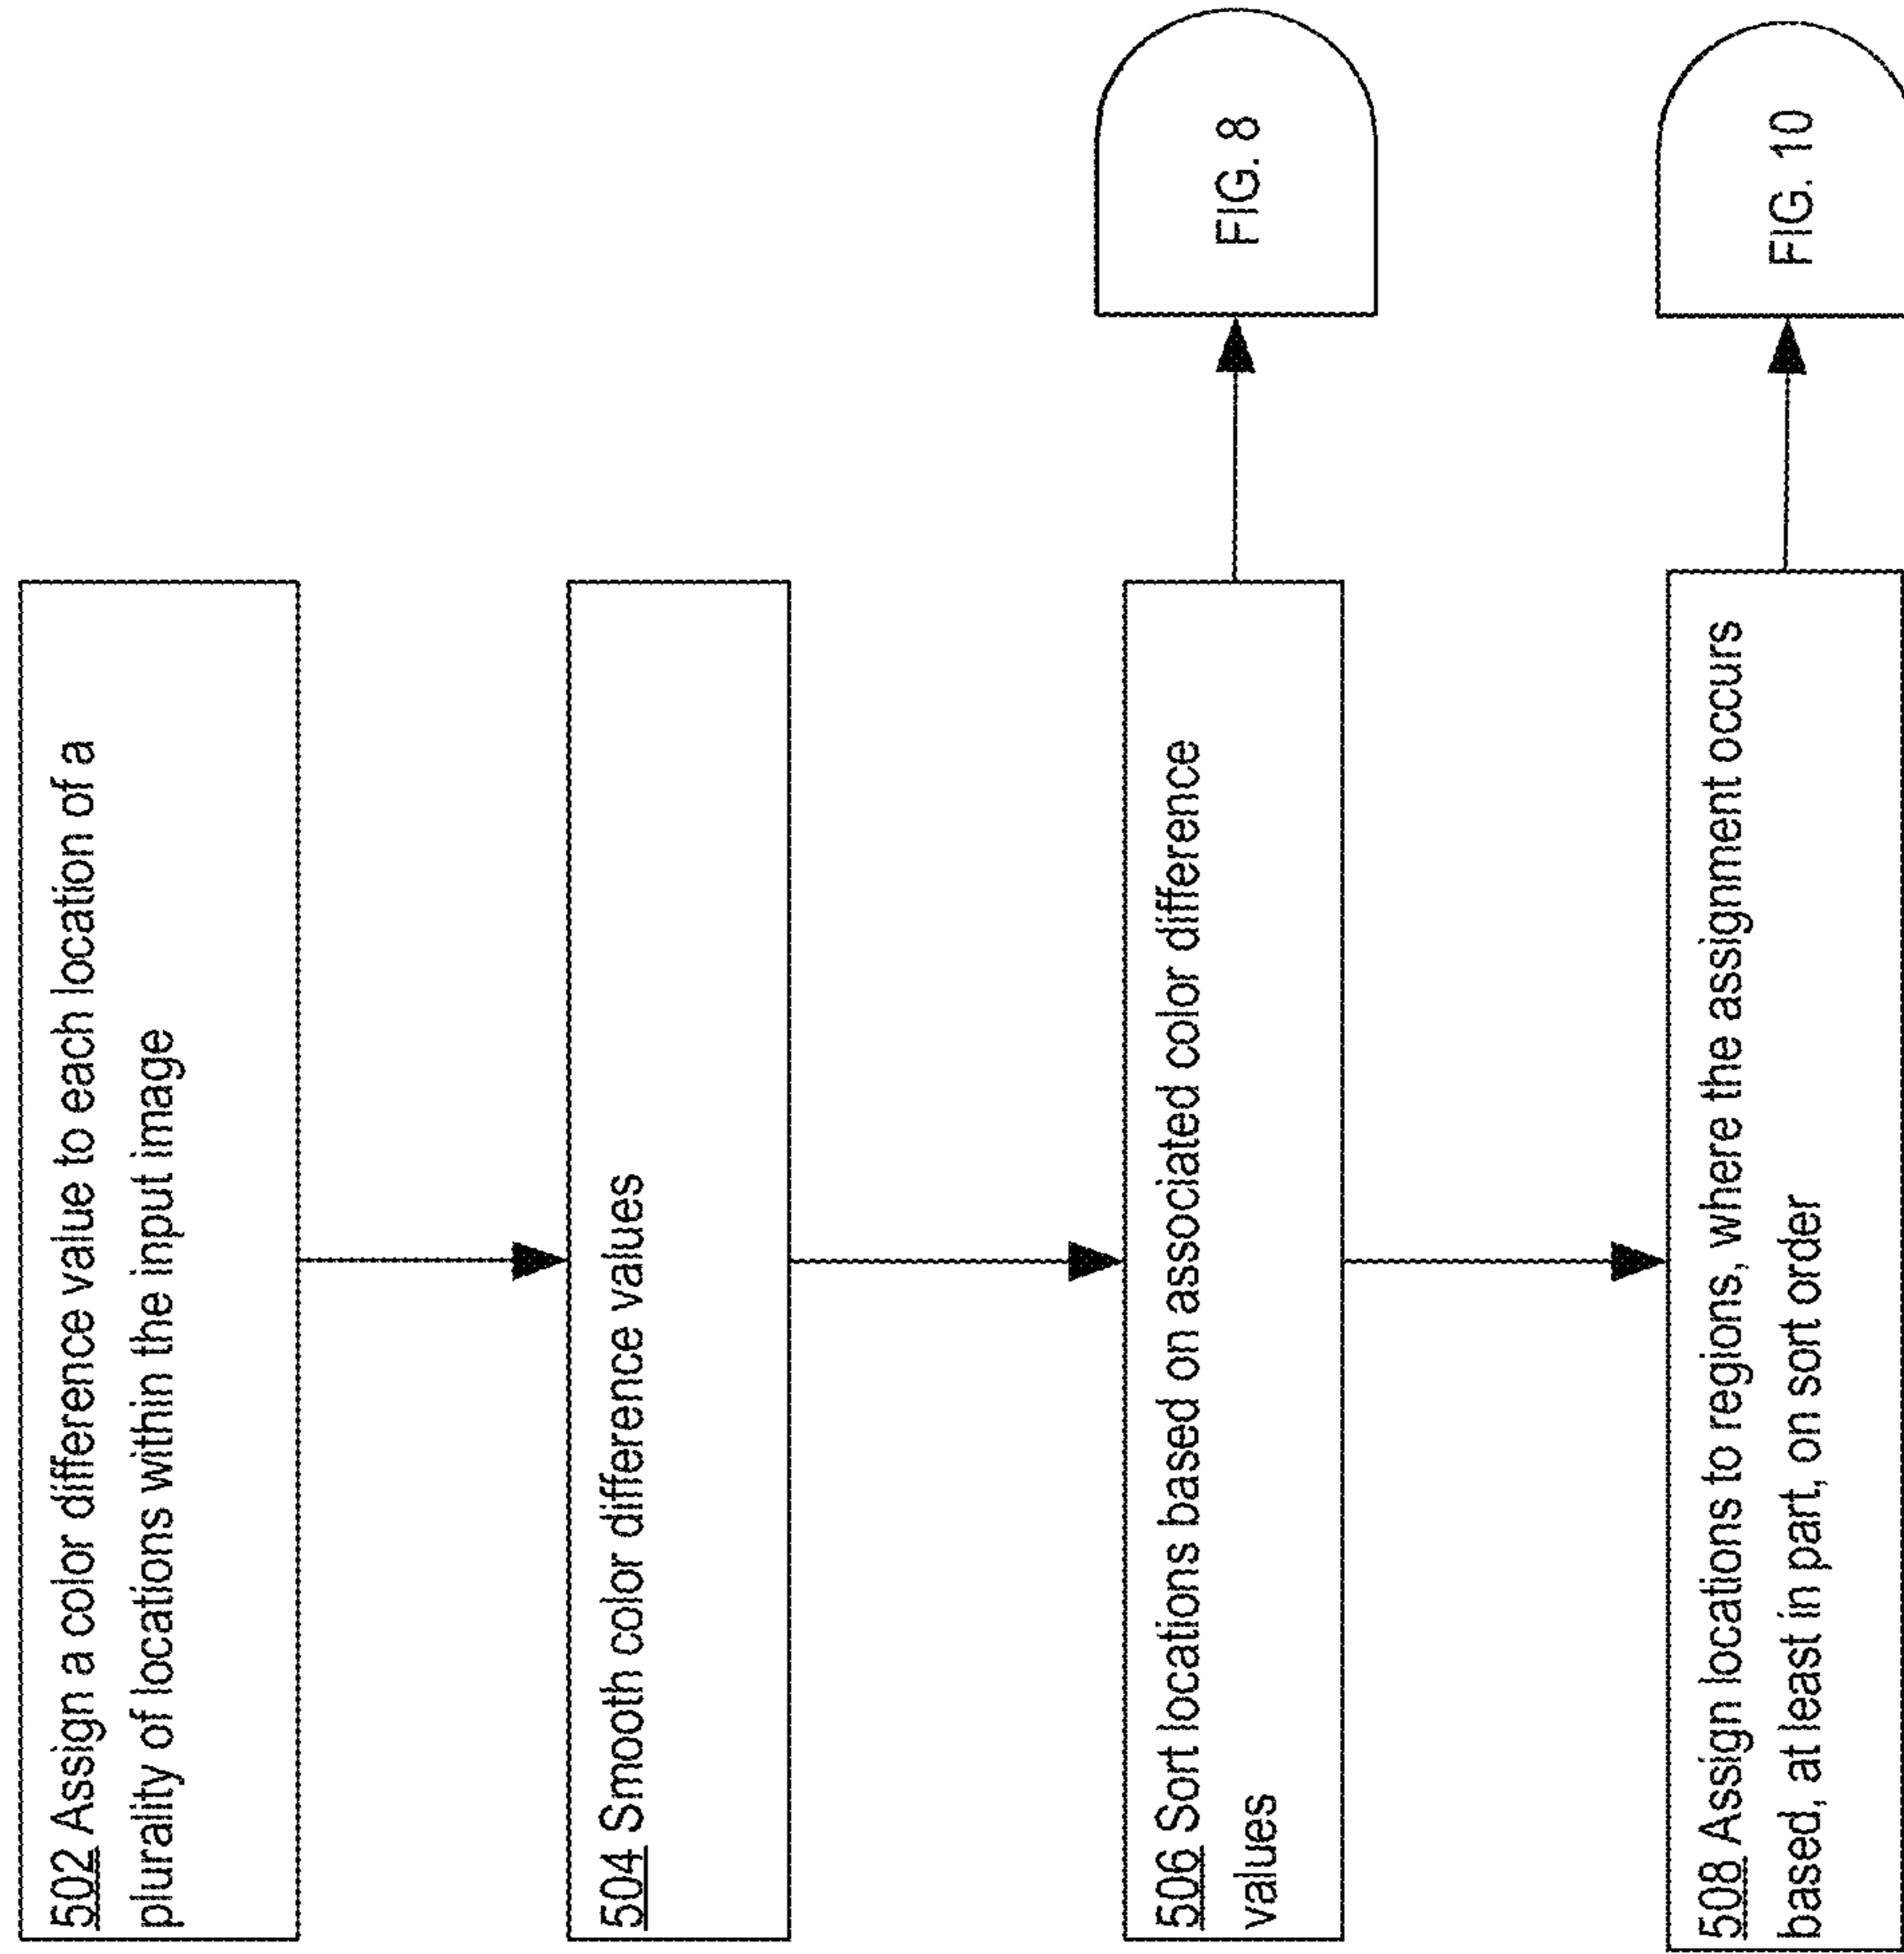 502 Assign a color difference value to each location of a
plurality of locations within the input image
504 Smooth color difference values
506 Sort locations based on associated color difference
values
FIG. 8
508 Assign locations to regions, where the assignment occurs
based, at least in part, on sort order
FIG. 10